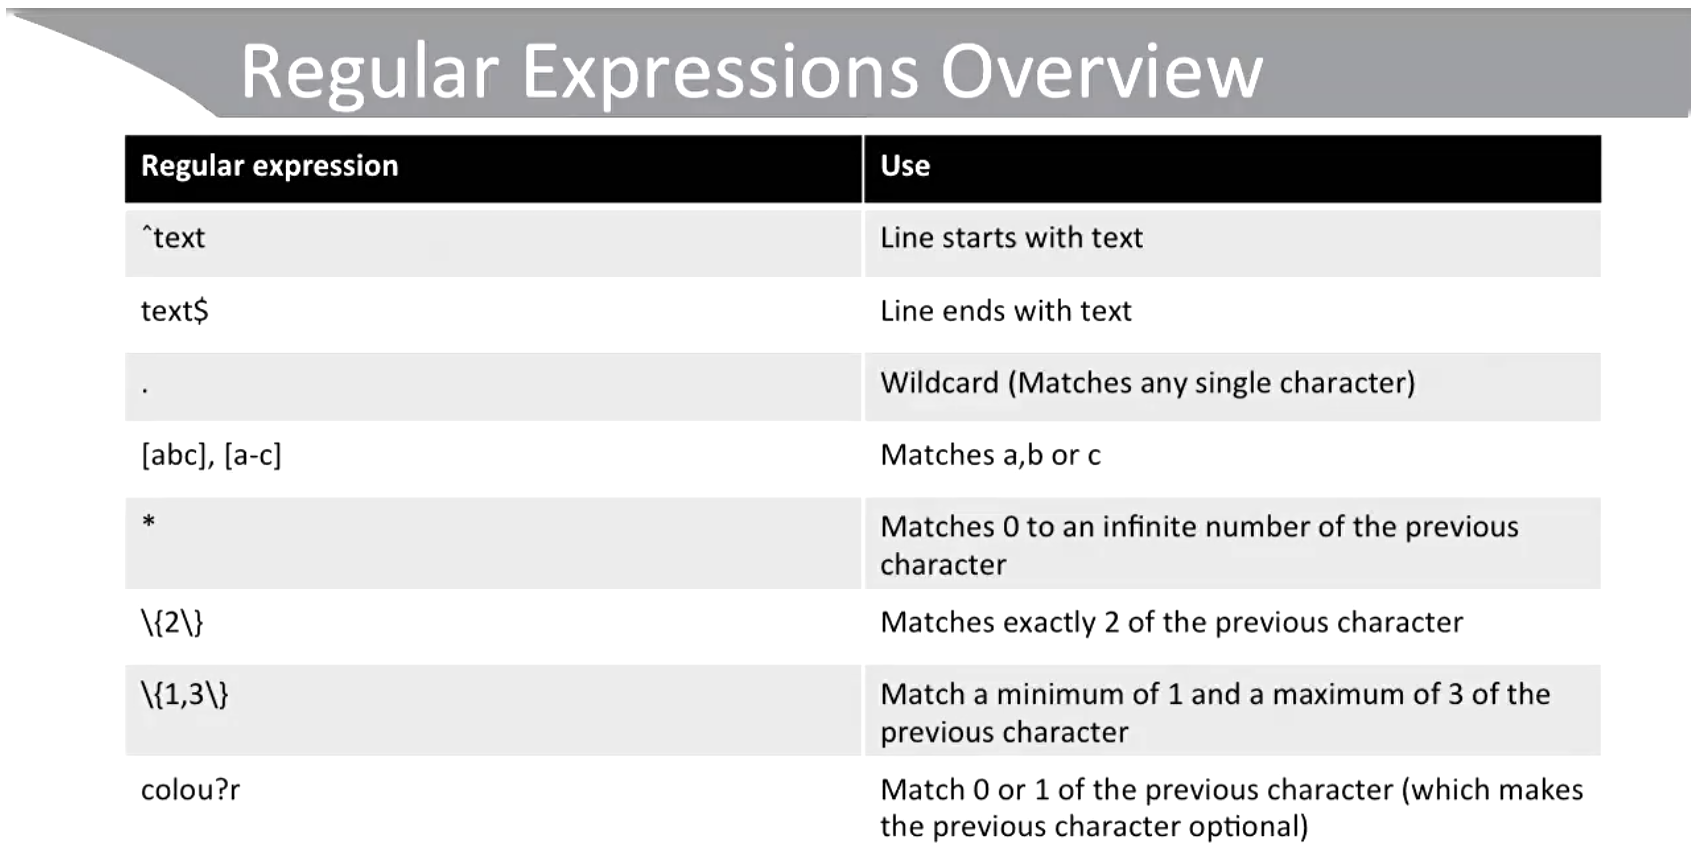 Regular Expressions Overview
Regular expression
Use
ˆtext
Line starts with text
text$
Line ends with text
.
Wildcard (Matches any single character)
[abc], [a-c]
Matches a,b or c
*
Matches 0 to an infinite number of the previous
character
\{2\}
Matches exactly 2 of the previous character
\{1,3\}
Match a minimum of 1 and a maximum of 3 of the
previous character
colou?r
Match 0 or 1 of the previous character (which makes
the previous character optional)